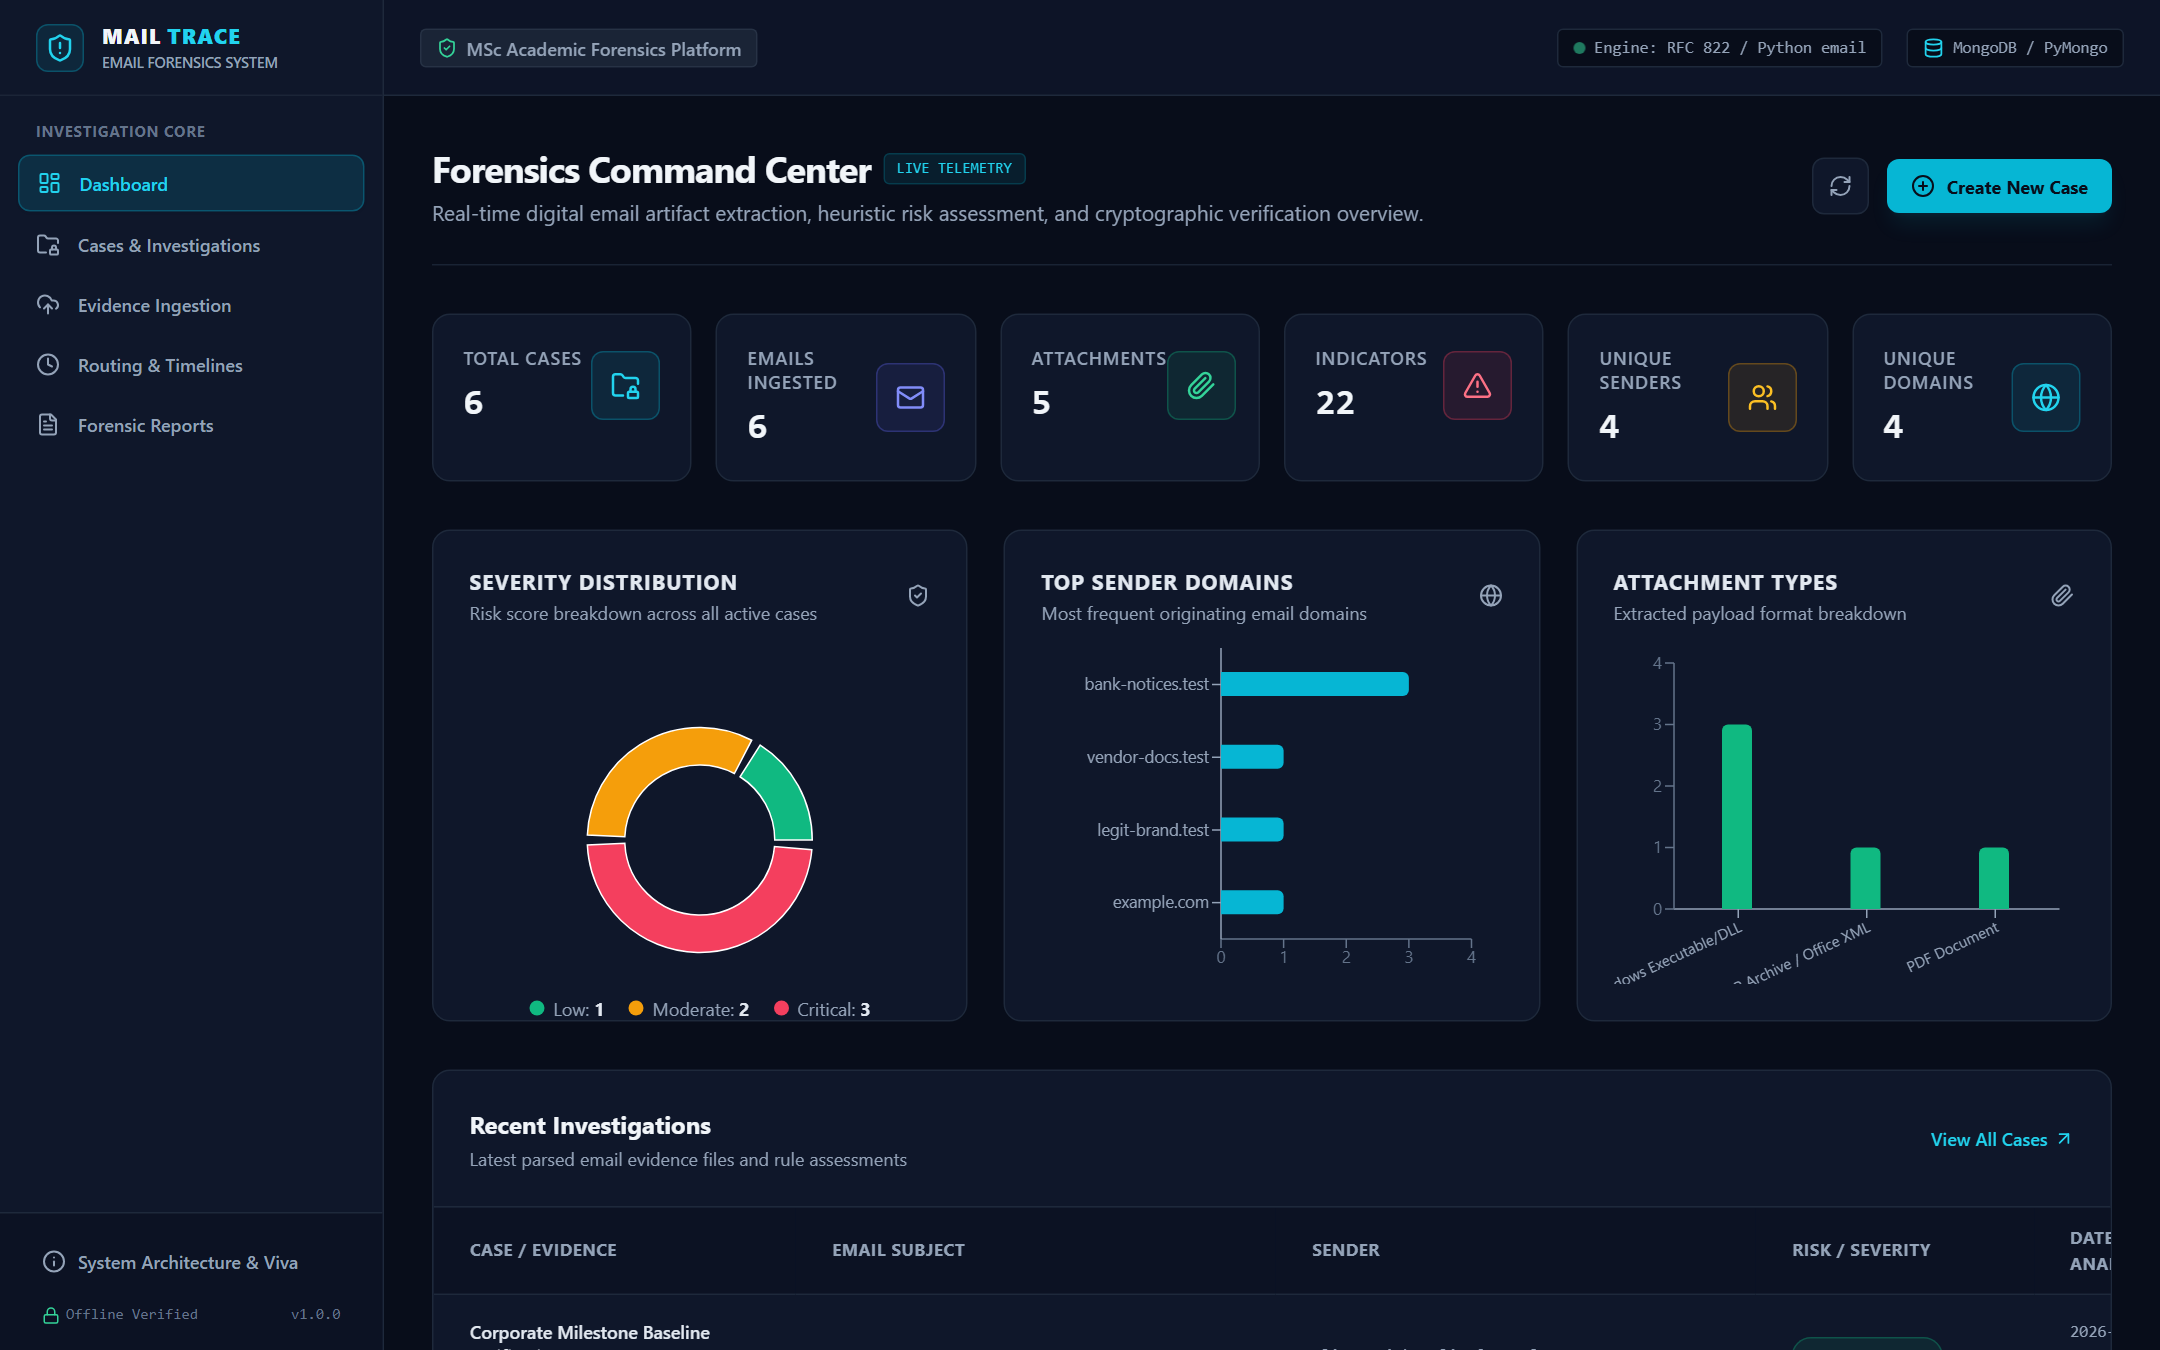 MAIL TRACE
EMAIL FORENSICS SYSTEM
MSc Academic Forensics Platform
Engine: RFC 822 / Python email
MongoDB / PyMongo
INVESTIGATION CORE
Dashboard
Cases & Investigations
Evidence Ingestion
Routing & Timelines
Forensic Reports
System Architecture & Viva
Offline Verified
v1.0.0
Forensics Command Center
LIVE TELEMETRY
Real-time digital email artifact extraction, heuristic risk assessment, and cryptographic verification overview.
Create New Case
TOTAL CASES
6
EMAILS
INGESTED
6
ATTACHMENTS
5
INDICATORS
22
UNIQUE
SENDERS
4
UNIQUE
DOMAINS
4
SEVERITY DISTRIBUTION
Risk score breakdown across all active cases
Low: 1
Moderate: 2
Critical: 3
TOP SENDER DOMAINS
Most frequent originating email domains
bank-notices.test
vendor-docs.test
legit-brand.test
example.com
0 1 2 3 4
ATTACHMENT TYPES
Extracted payload format breakdown
4
3
2
1
0
dows Executable/DLL
Archive / Office XML
PDF Document
Recent Investigations
Latest parsed email evidence files and rule assessments
View All Cases
CASE / EVIDENCE
EMAIL SUBJECT
SENDER
RISK / SEVERITY
DATE
ANA
Corporate Milestone Baseline
2026-